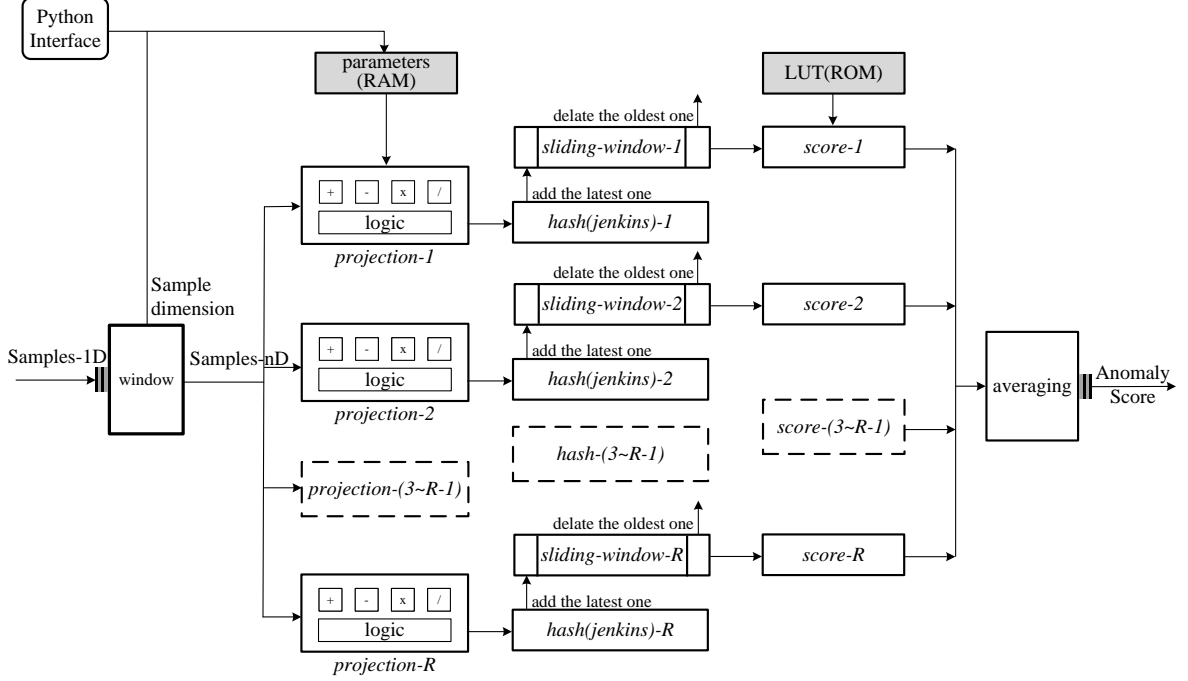 Python
Interface
parameters
(RAM)
LUT(ROM)
delate the oldest one
sliding-window-1
score-1
+ - x /
add the latest one
logic
hash(jenkins)-1
projection-1
delate the oldest one
Sample
dimension
sliding-window-2
score-2
+ - x /
add the latest one
Samples-1D
window
Samples-nD
logic
hash(jenkins)-2
averaging
Anomaly
Score
projection-2
score-(3~R-1)
hash-(3~R-1)
projection-(3~R-1)
delate the oldest one
sliding-window-R
score-R
+ - x /
add the latest one
logic
hash(jenkins)-R
projection-R